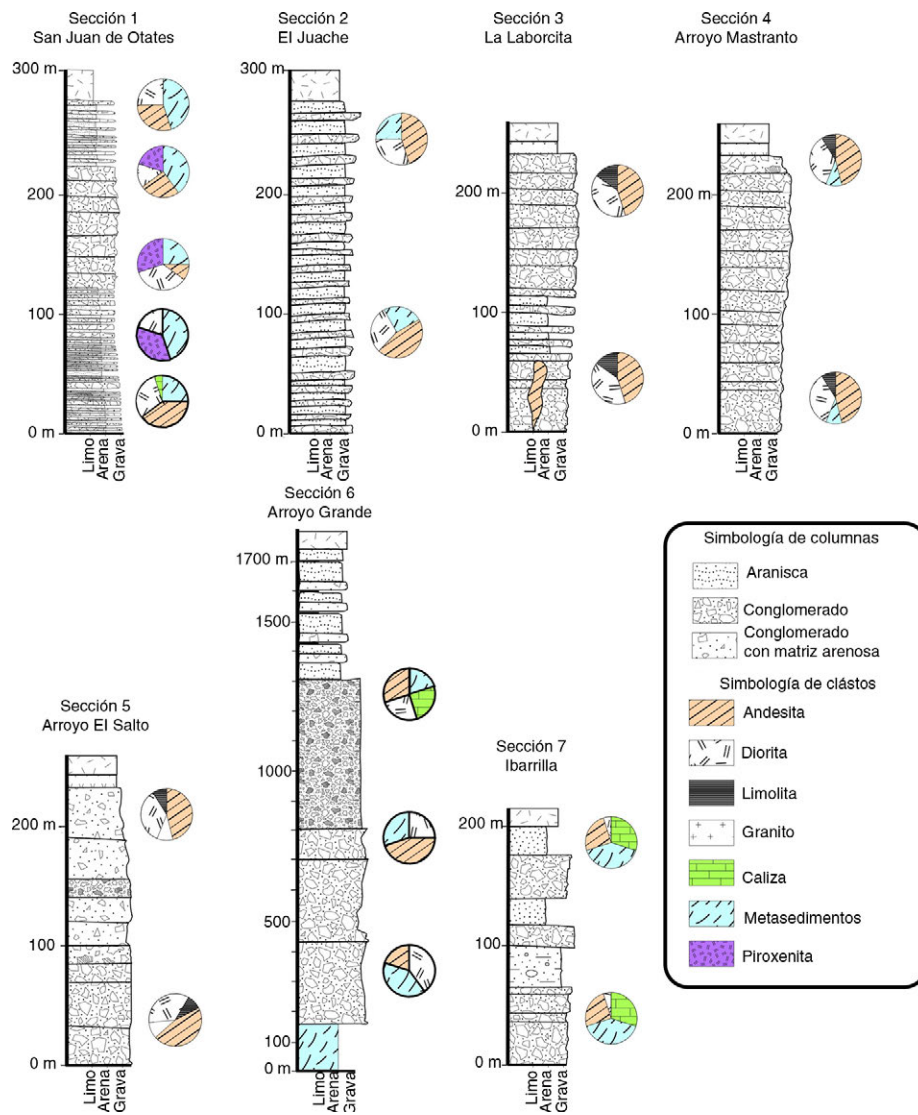 Sección 1
San Juan de Otates
300 m
200
100
0 m
Limo
Arena
Grava
Sección 2
El Juache
300 m
200
100
0 m
Limo
Arena
Grava
Sección 3
La Laborcita
200 m
100
0 m
Limo
Arena
Grava
Sección 4
Arroyo Mastranto
200 m
100
0 m
Limo
Arena
Grava
Sección 5
Arroyo El Salto
200 m
100
0 m
Limo
Arena
Grava
Sección 6
Arroyo Grande
1700 m
1500
1000
500
100
0 m
Limo
Arena
Grava
Sección 7
Ibarrilla
200 m
100
0 m
Limo
Arena
Grava
Simbología de columnas
Aranisca
Conglomerado
Conglomerado
con matriz arenosa
Simbología de clástos
Andesita
Diorita
Limolita
Granito
Caliza
Metasedimentos
Piroxenita